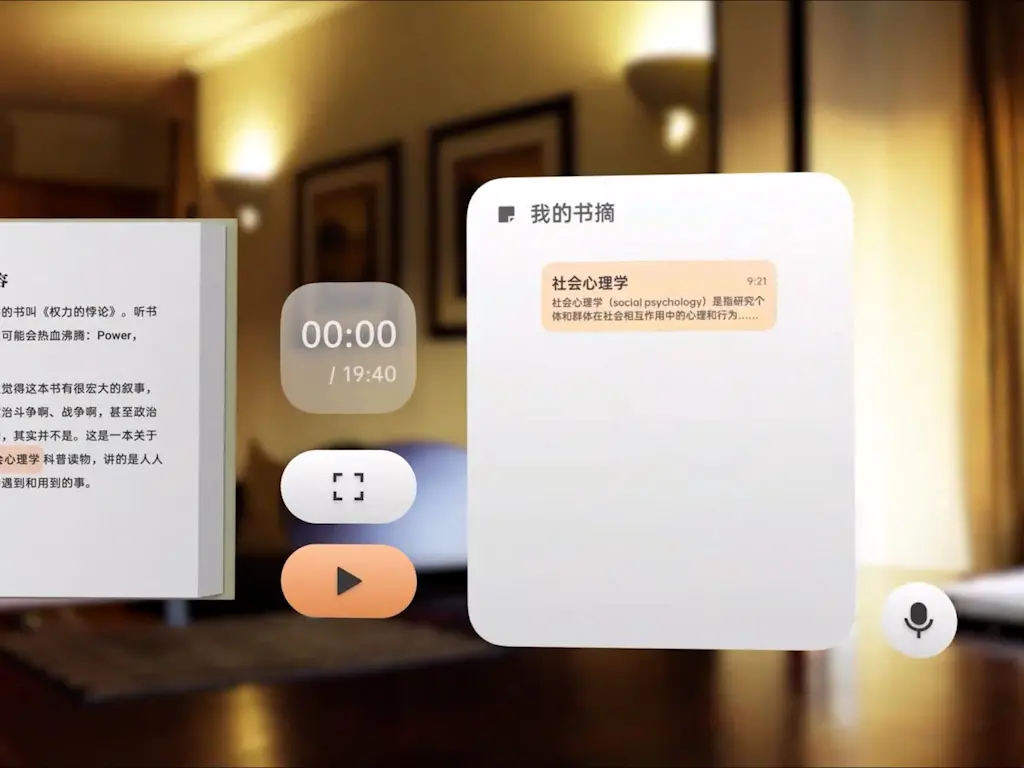 容
的书叫《权力的悖论》。听书
可能会热血沸腾：Power，
觉得这本书有很宏大的叙事，
治斗争啊、战争啊，甚至政治
，其实并不是。这是一本关于
会心理学科普读物，讲的是人人
遇到和用到的事。
00:00
/ 19:40
我的书摘
社会心理学 9:21
社会心理学（social psychology）是指研究个
体和群体在社会相互作用中的心理和行为……